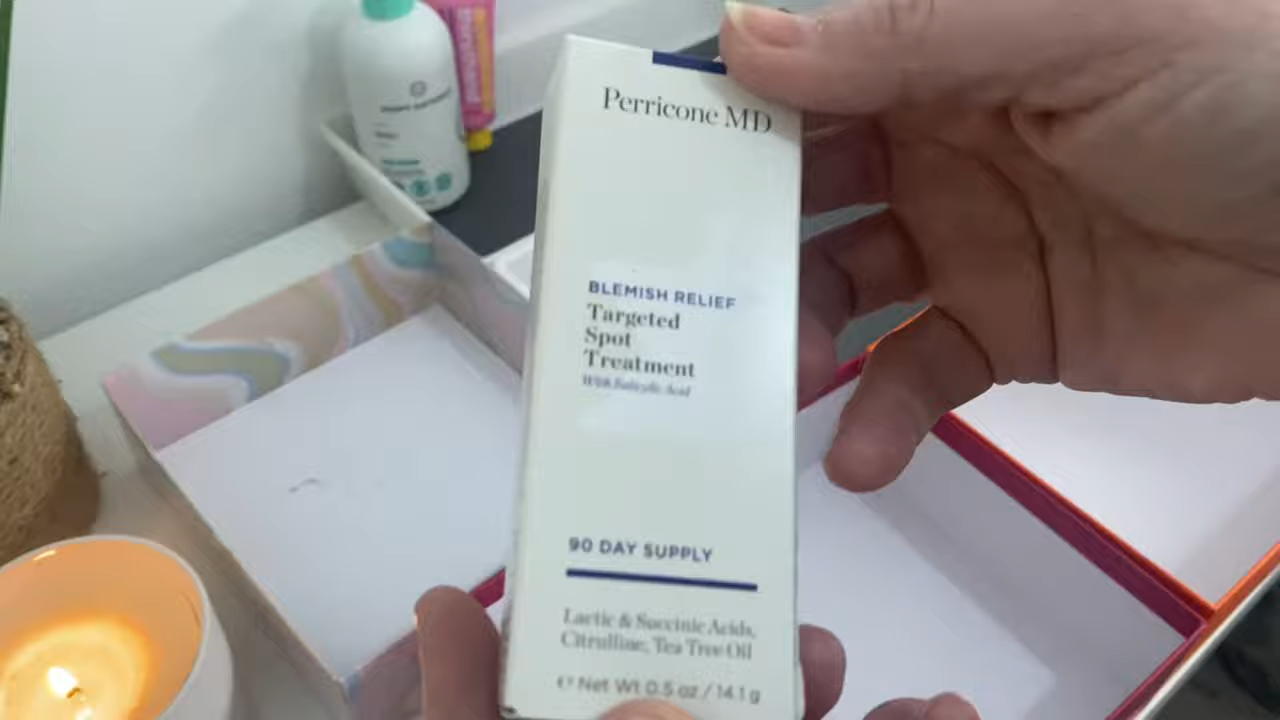 Perricone MD
BLEMISH RELIEF
Targeted
Spot
Treatment
With Salicylic Acid
90 DAY SUPPLY
Lactic & Succinic Acids,
Citrulline, Tea Tree Oil
e Net Wt 0.5 oz / 14.1 g